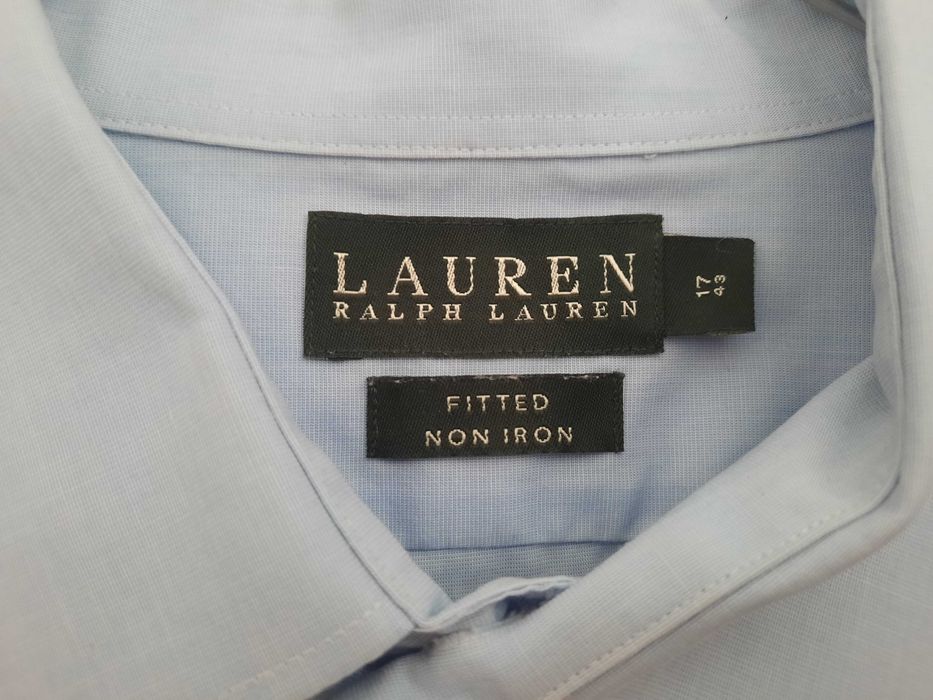 LAUREN
RALPH LAUREN
17
43
FITTED
NON IRON